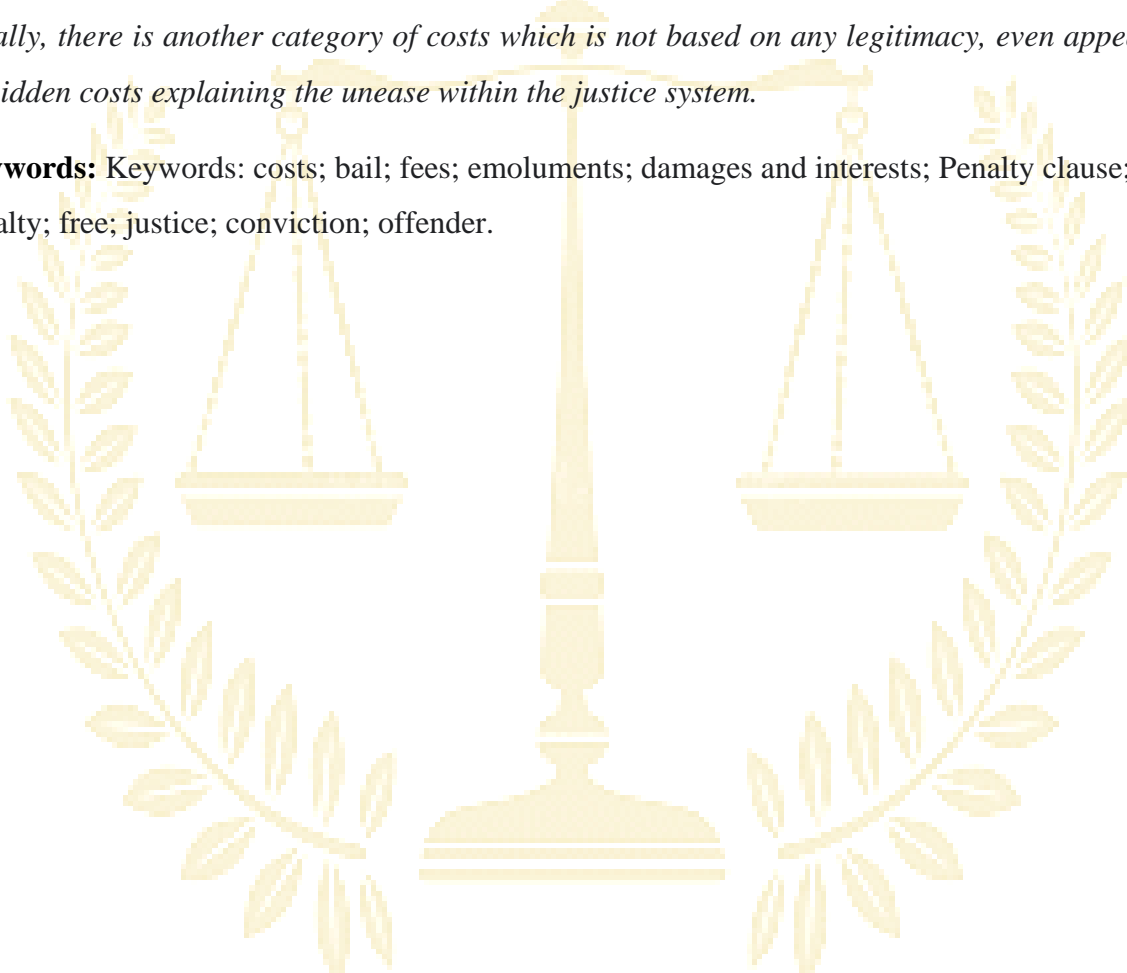 ally, there is another category of costs which is not based on any legitimacy, even appe
idden costs explaining the unease within the justice system.
ywords: Keywords: costs; bail; fees; emoluments; damages and interests; Penalty clause;
alty; free; justice; conviction; offender.